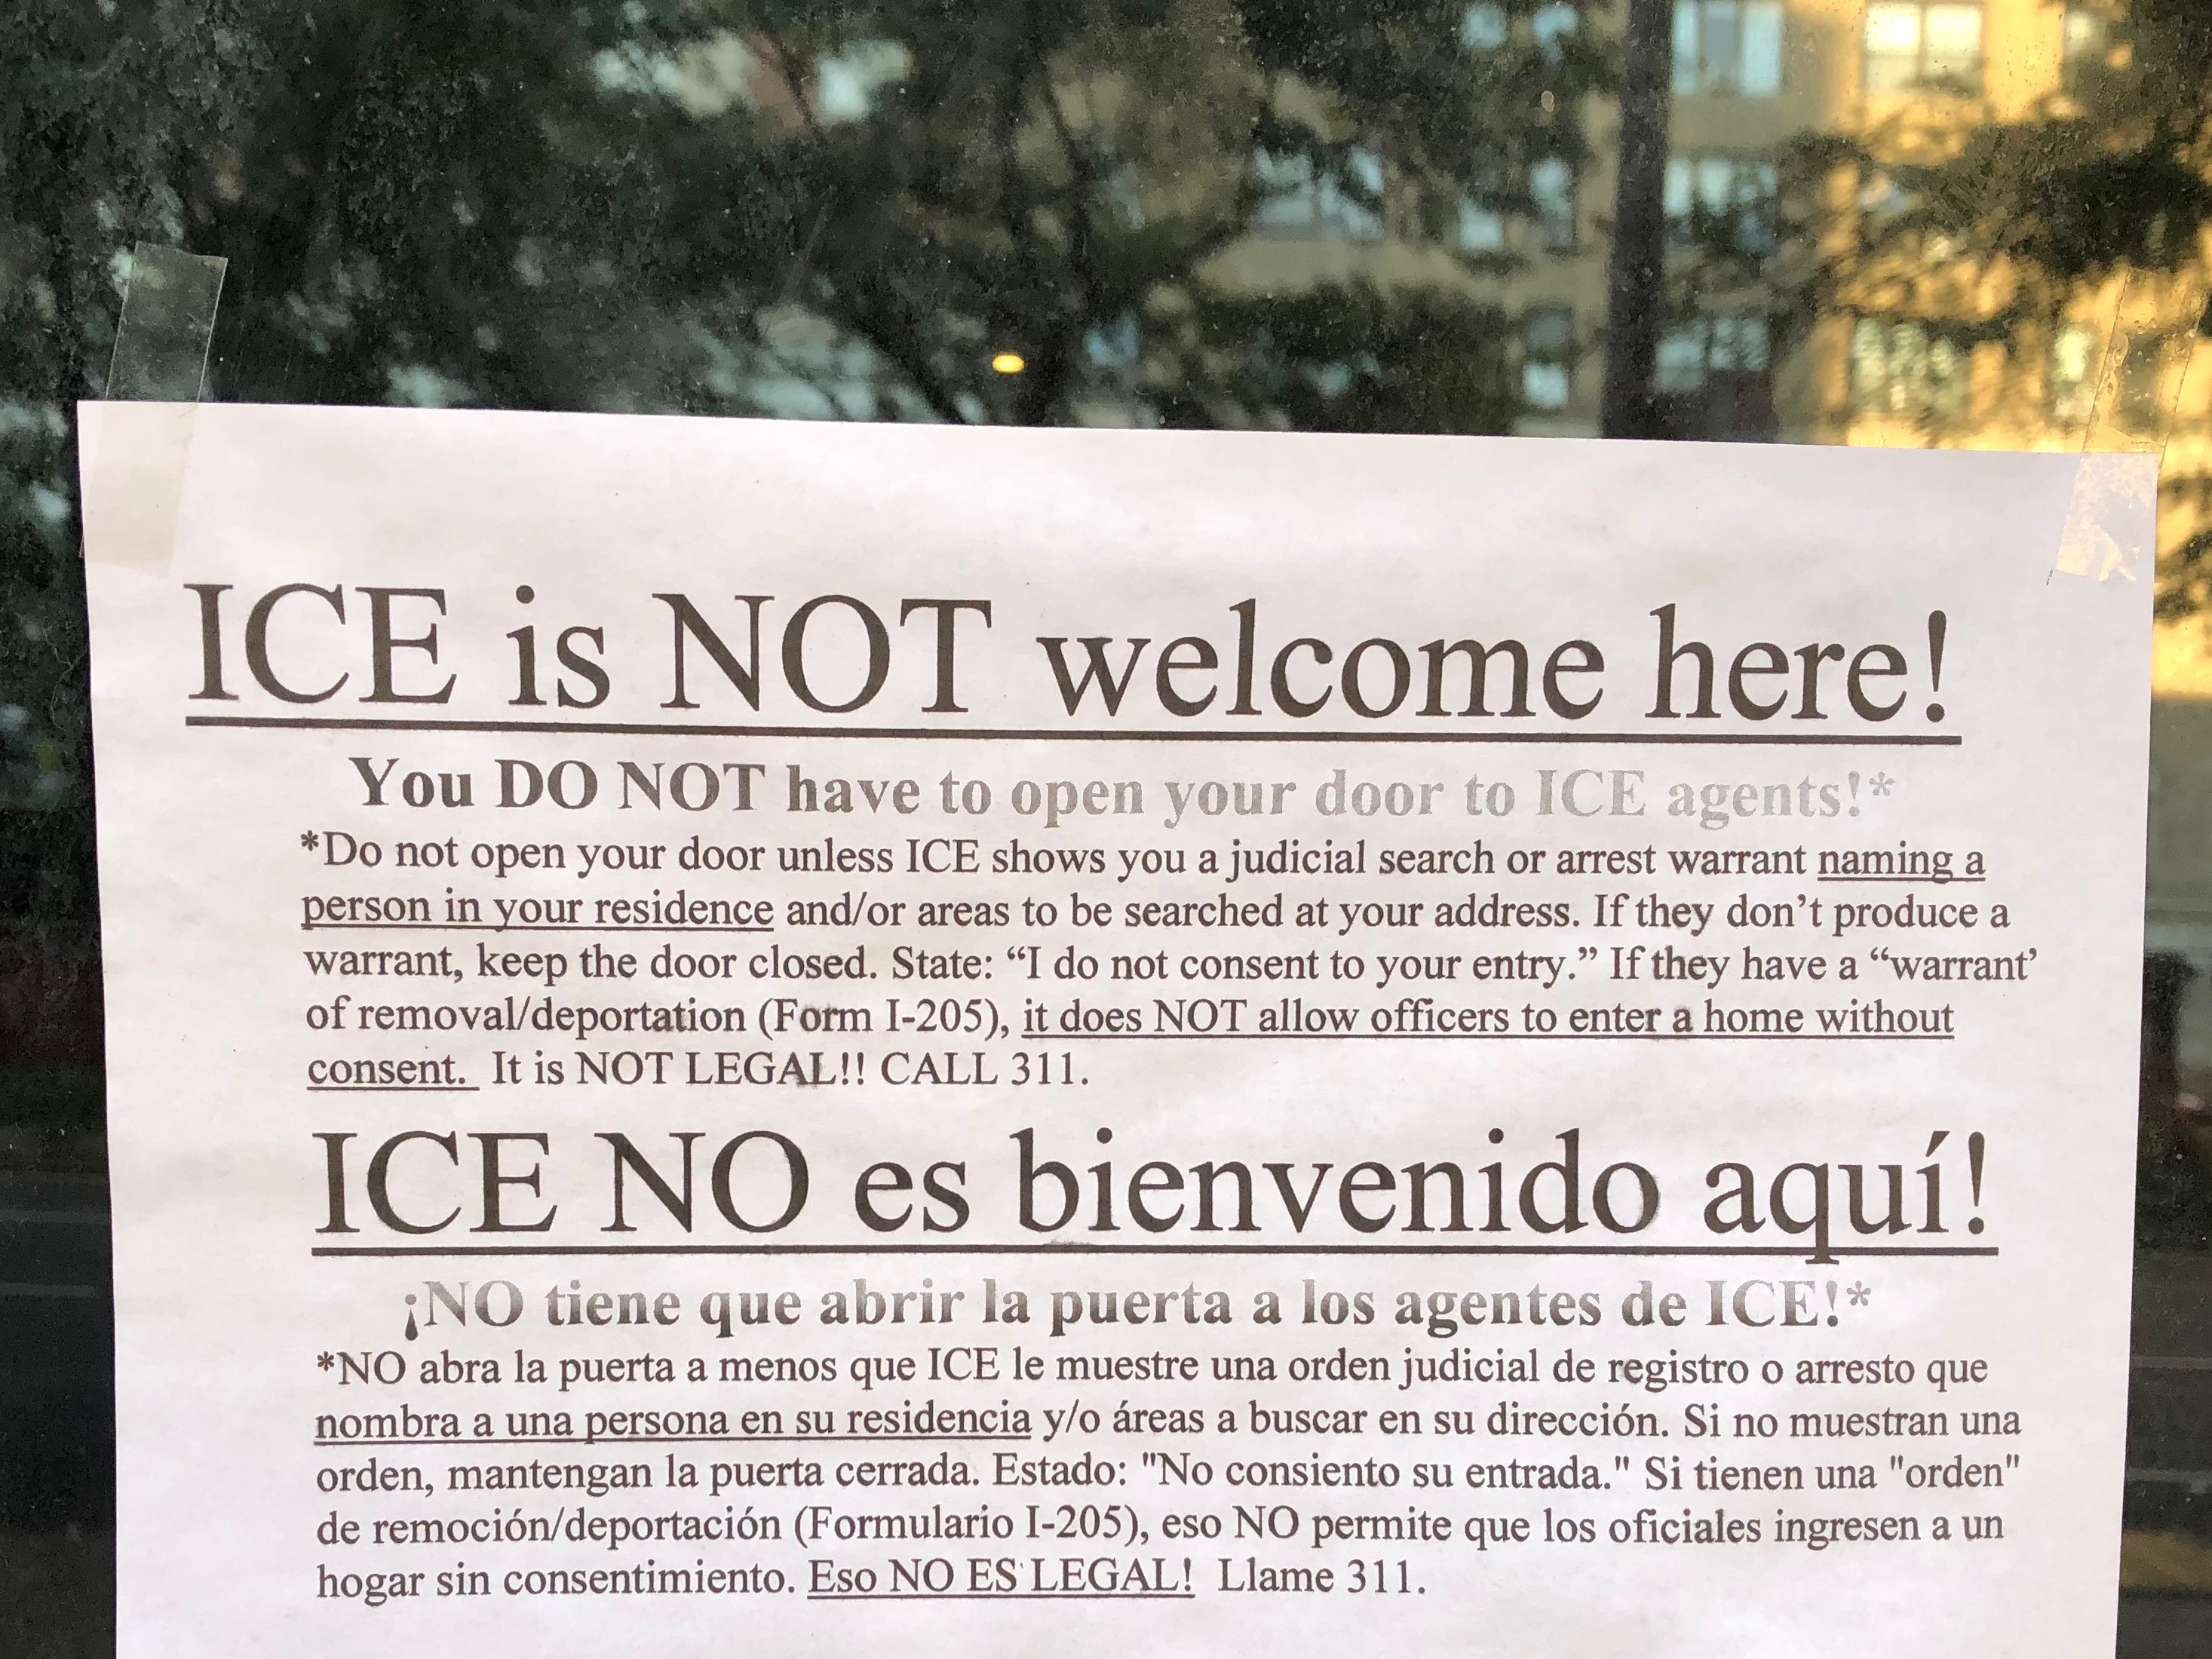 ICE is NOT welcome here!
You DO NOT have to open your door to ICE agents!*
*Do not open your door unless ICE shows you a judicial search or arrest warrant naming a
person in your residence and/or areas to be searched at your address. If they don’t produce a
warrant, keep the door closed. State: “I do not consent to your entry.” If they have a “warrant’
of removal/deportation (Form I-205), it does NOT allow officers to enter a home without
consent. It is NOT LEGAL!! CALL 311.
ICE NO es bienvenido aquí!
¡NO tiene que abrir la puerta a los agentes de ICE!*
*NO abra la puerta a menos que ICE le muestre una orden judicial de registro o arresto que
nombra a una persona en su residencia y/o áreas a buscar en su dirección. Si no muestran una
orden, mantengan la puerta cerrada. Estado: "No consiento su entrada." Si tienen una "orden"
de remoción/deportación (Formulario I-205), eso NO permite que los oficiales ingresen a un
hogar sin consentimiento. Eso NO ES LEGAL! Llame 311.